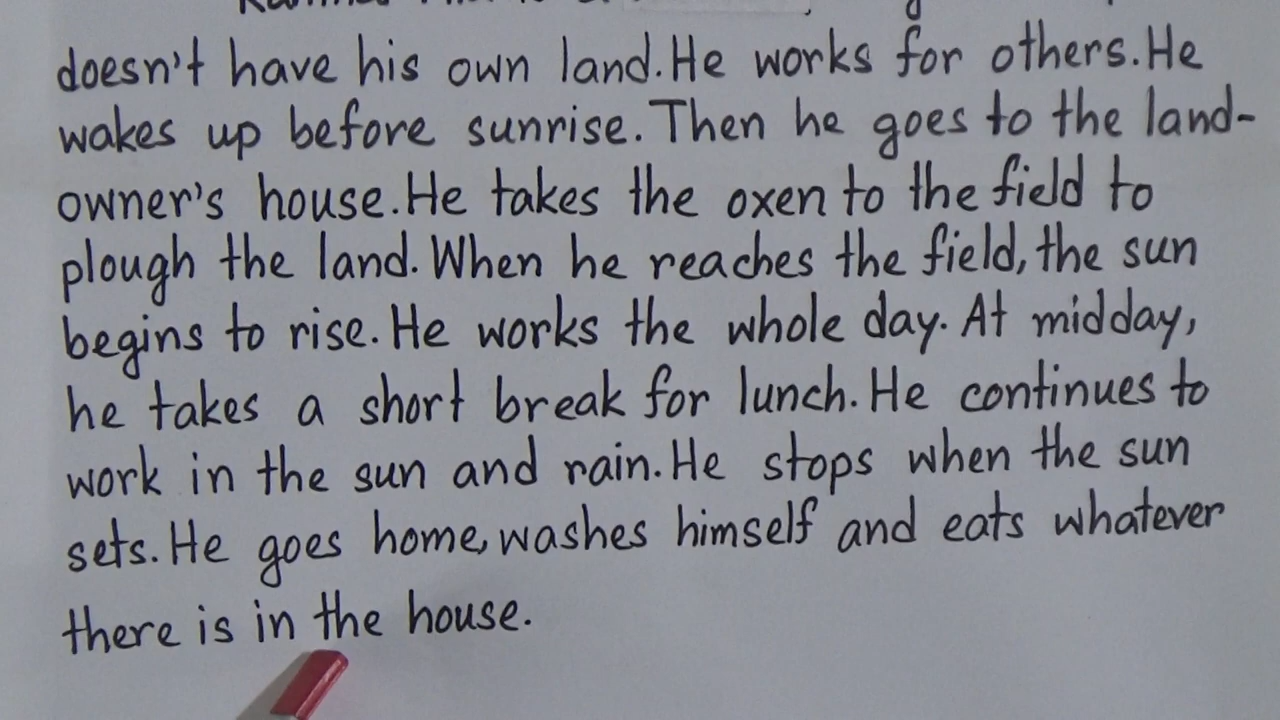 doesn't have his own land. He works for others. He
wakes up before sunrise. Then he goes to the land-
owner's house. He takes the oxen to the field to
plough the land. When he reaches the field, the sun
begins to rise. He works the whole day. At midday,
he takes a short break for lunch. He continues to
work in the sun and rain. He stops when the sun
sets. He goes home, washes himself and eats whatever
there is in the house.